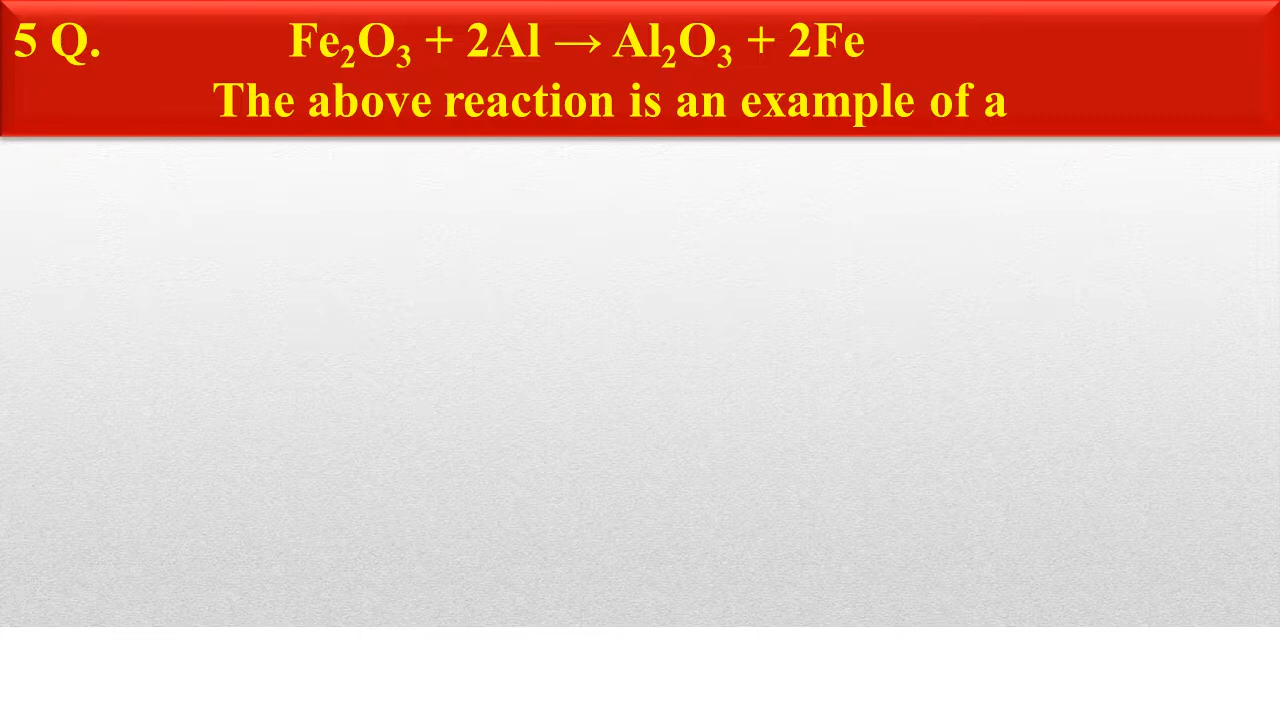 5 Q. Fe₂O₃ + 2Al → Al₂O₃ + 2Fe
The above reaction is an example of a